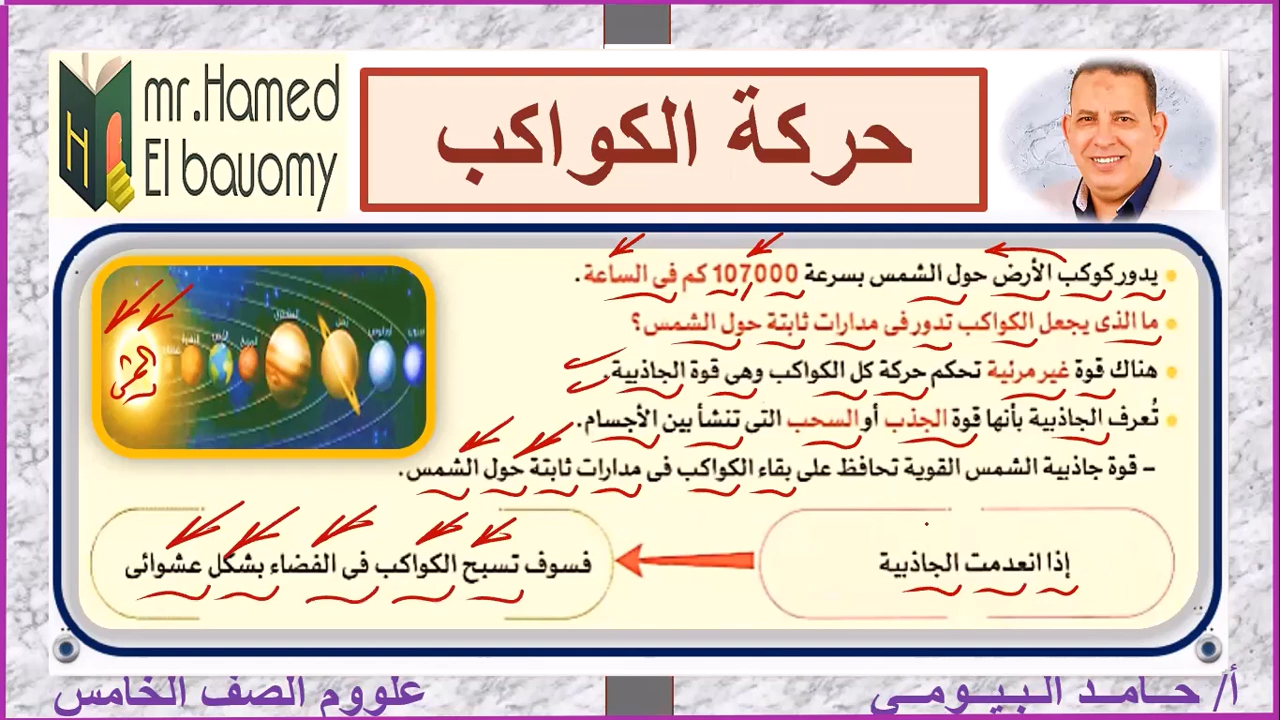 mr.Hamed
El bauomy
حركة الكواكب
يدور كوكب الأرض حول الشمس بسرعة 107,000 كم فى الساعة .
ما الذى يجعل الكواكب تدور فى مدارات ثابتة حول الشمس؟
هناك قوة غير مرئية تحكم حركة كل الكواكب وهى قوة الجاذبية.
تُعرف الجاذبية بأنها قوة الجذب أو السحب التى تنشأ بين الأجسام.
– قوة جاذبية الشمس القوية تحافظ على بقاء الكواكب فى مدارات ثابتة حول الشمس.
إذا انعدمت الجاذبية
فسوف تسبح الكواكب فى الفضاء بشكل عشوائى
أ/ حـامـد الـبـيـومـى
علووم الصف الخامس